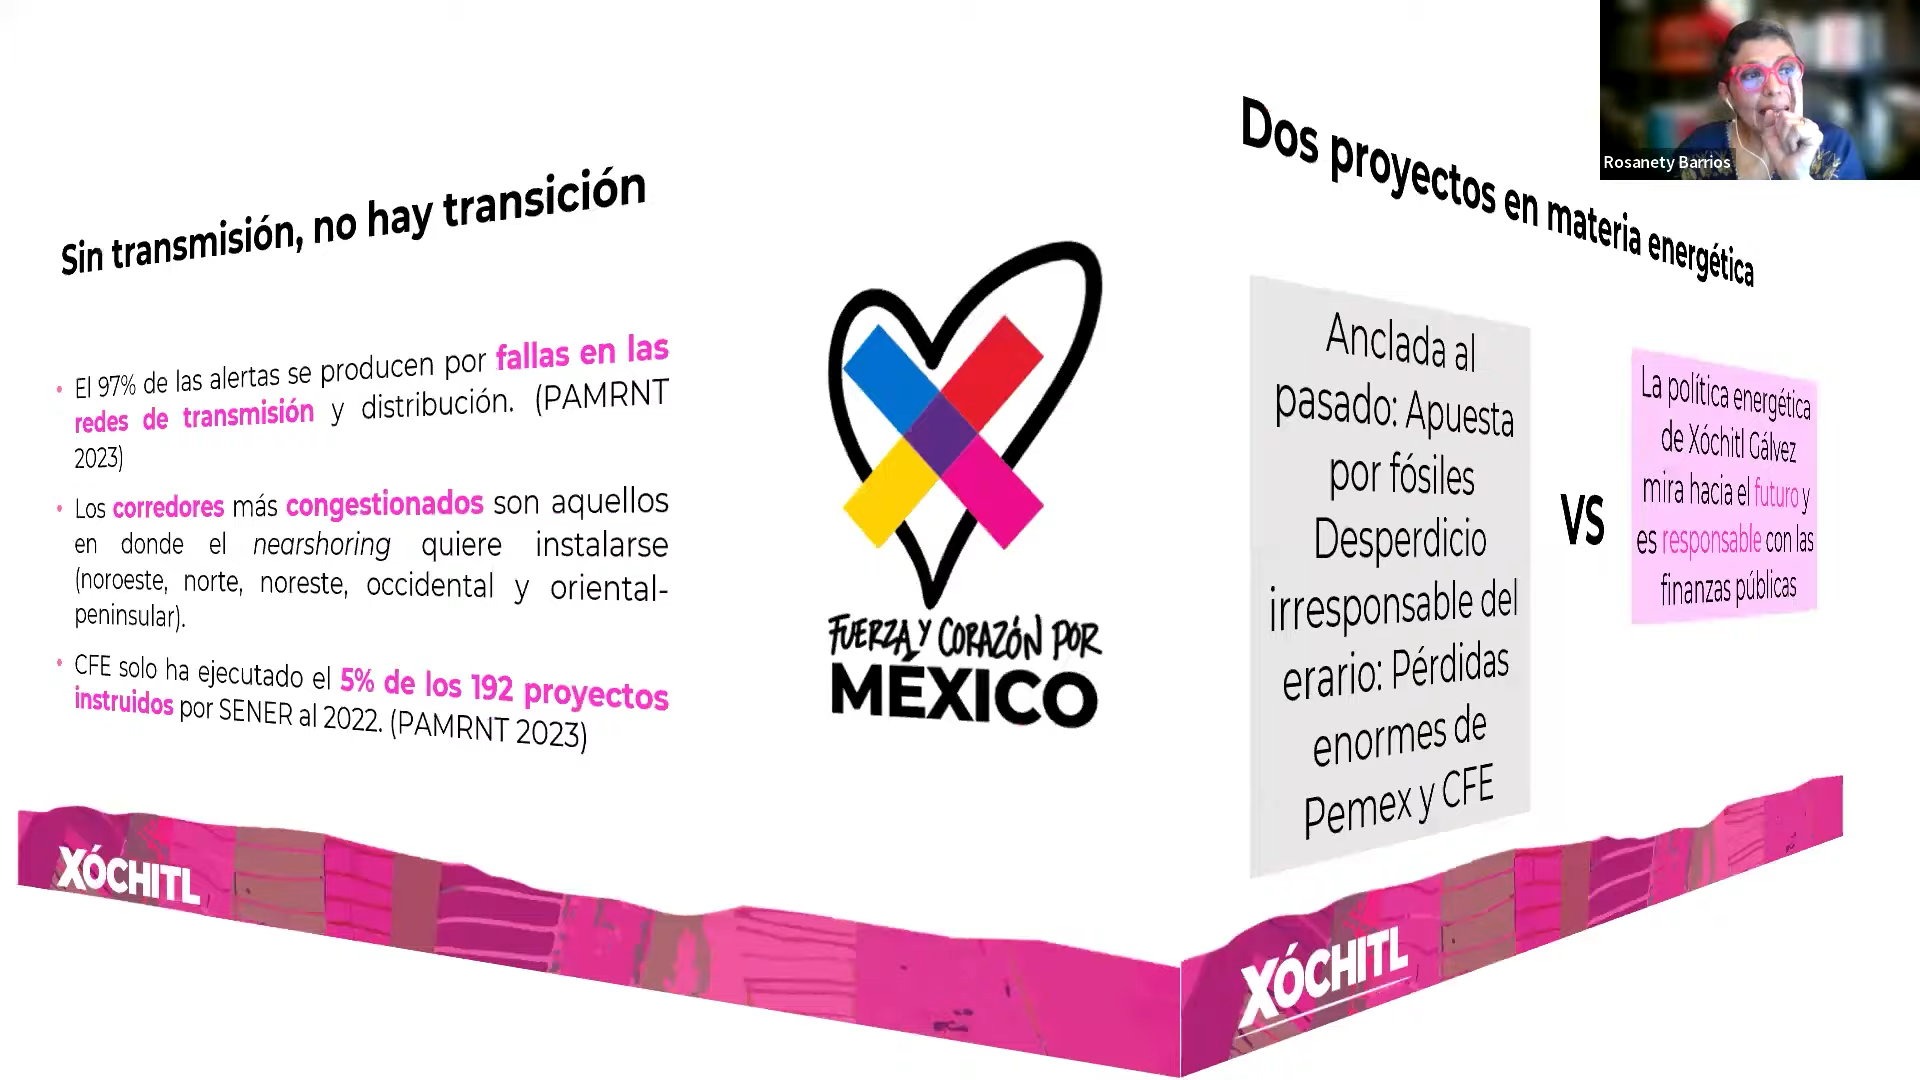 Sin transmisión, no hay transición
• El 97% de las alertas se producen por fallas en las
redes de transmisión y distribución. (PAMRNT
2023)
• Los corredores más congestionados son aquellos
en donde el nearshoring quiere instalarse
(noroeste, norte, noreste, occidental y oriental-
peninsular).
• CFE solo ha ejecutado el 5% de los 192 proyectos
instruidos por SENER al 2022. (PAMRNT 2023)
FUERZA Y CORAZÓN POR
MÉXICO
XÓCHITL
Dos proyectos en materia energética
Anclada al
pasado: Apuesta
por fósiles
Desperdicio
irresponsable del
erario: Pérdidas
enormes de
Pemex y CFE
VS
La política energética
de Xóchitl Gálvez
mira hacia el futuro y
es responsable con las
finanzas públicas
XÓCHITL
Rosanety Barrios